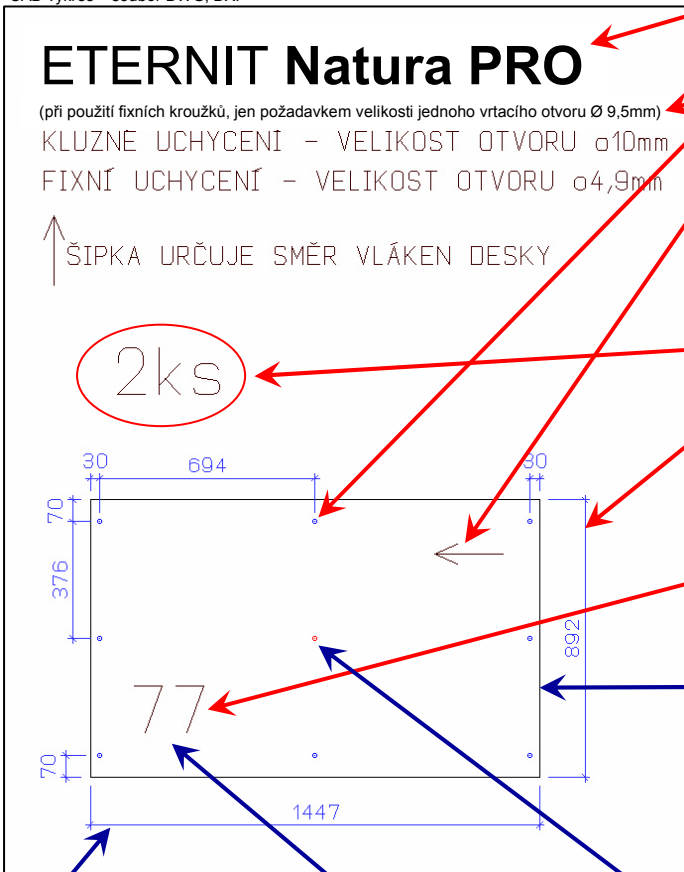 ETERNIT Natura PRO
(při použití fixních kroužků, jen požadavkem velikosti jednoho vrtacího otvoru Ø 9,5mm)
KLUZNÉ UCHYCENÍ - VELIKOST OTVORU ø10mm
FIXNÍ UCHYCENÍ - VELIKOST OTVORU ø4,9mm
ŠIPKA URČUJE SMĚR VLÁKEN DESKY
2ks
30 694 30
70
376
892
77
70
1447